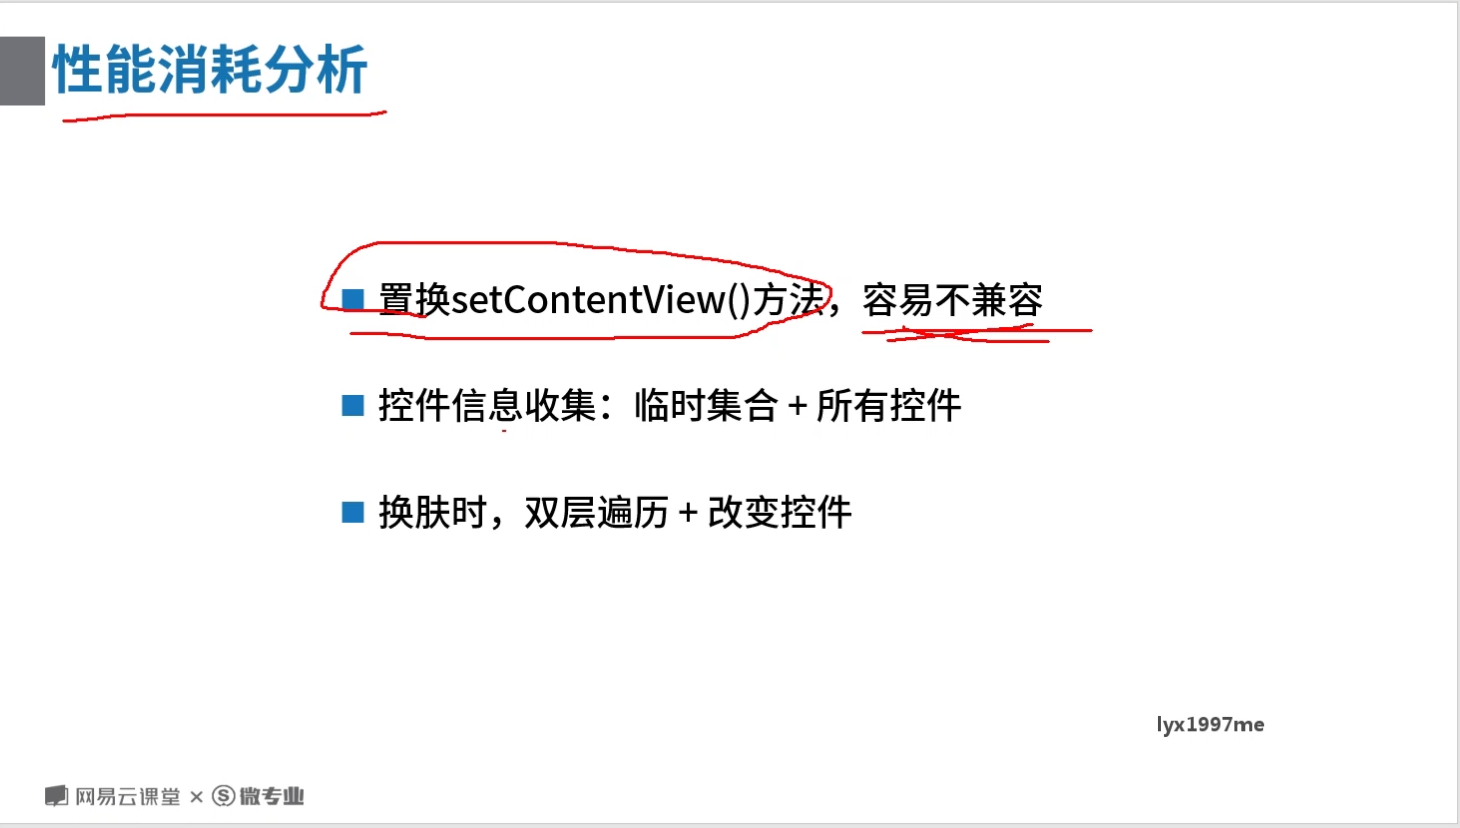 性能消耗分析
置换setContentView()方法，容易不兼容
控件信息收集：临时集合 + 所有控件
换肤时，双层遍历 + 改变控件
lyx1997me
网易云课堂 × S 微专业